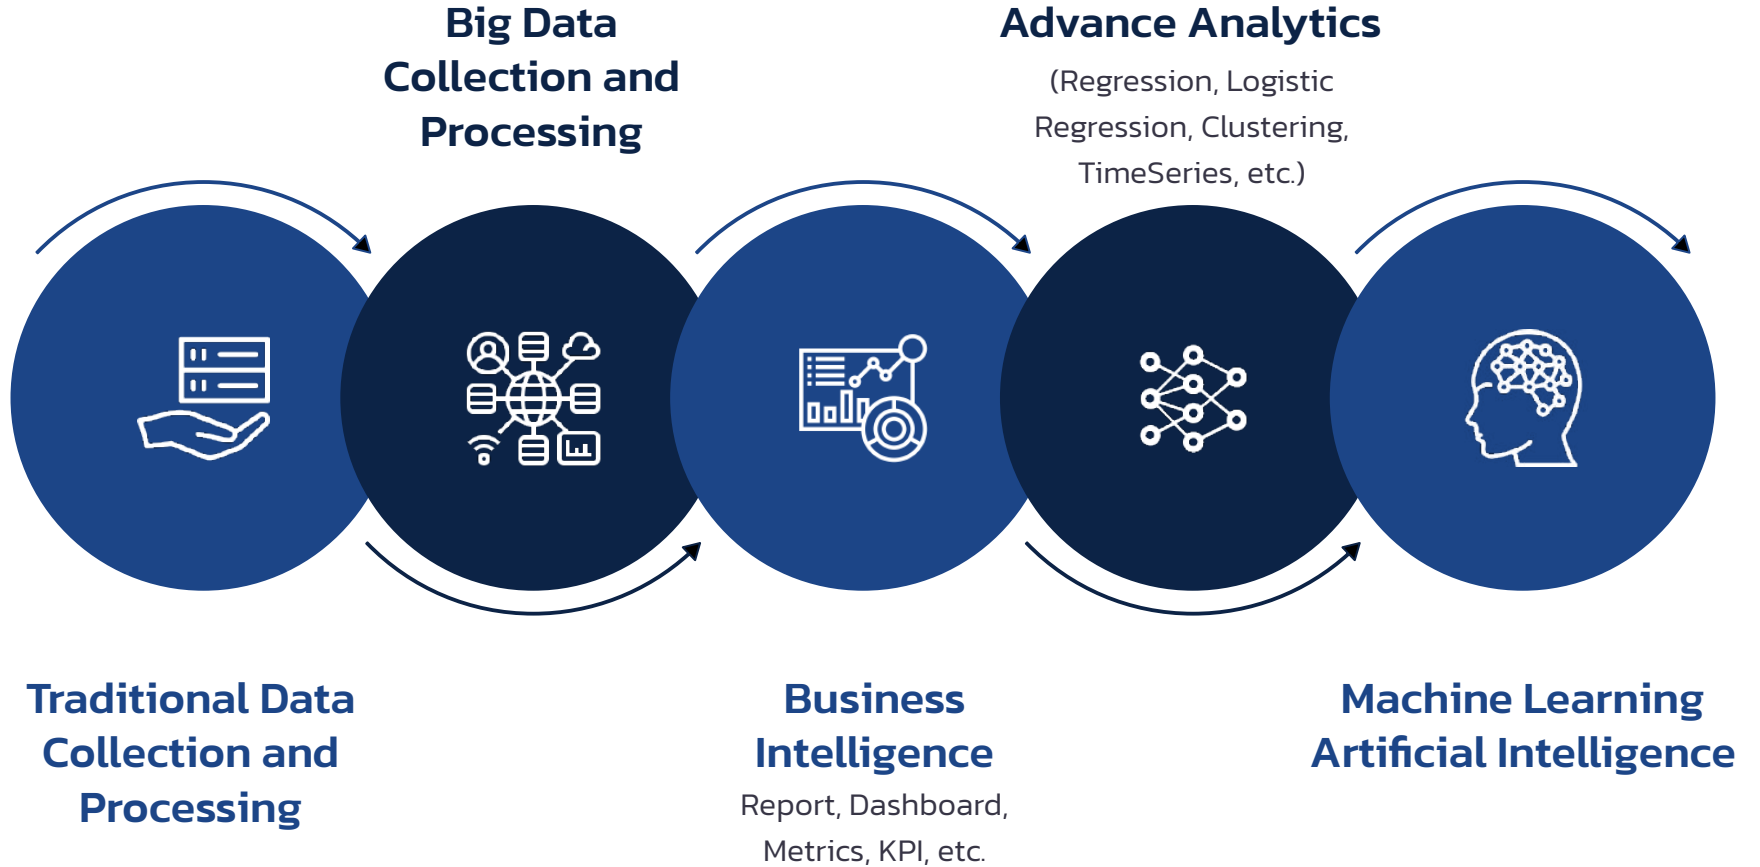 Big Data
Collection and
Processing
Advance Analytics
(Regression, Logistic
Regression, Clustering,
TimeSeries, etc.)
Traditional Data
Collection and
Processing
Business
Intelligence
Report, Dashboard,
Metrics, KPI, etc.
Machine Learning
Artificial Intelligence